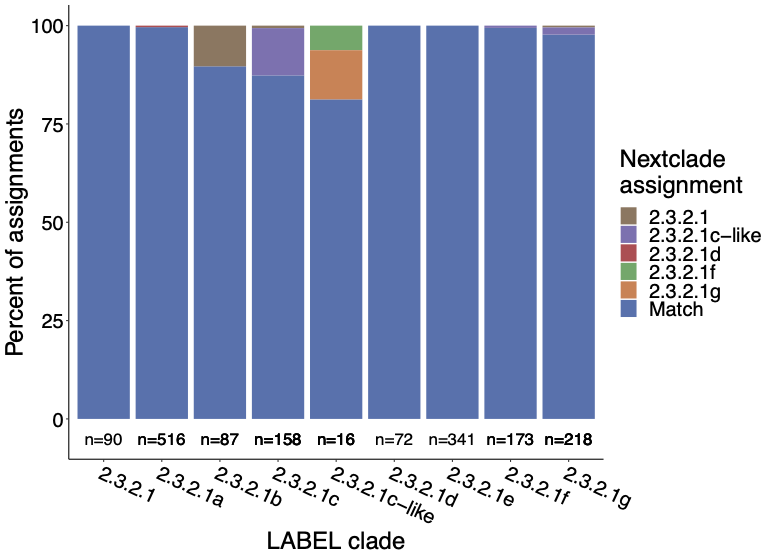 100
75
50
25
0
Percent of assignments
n=90 n=516 n=87 n=158 n=16 n=72 n=341 n=173 n=218
2.3.2.1 2.3.2.1a 2.3.2.1b 2.3.2.1c 2.3.2.1c−like 2.3.2.1d 2.3.2.1e 2.3.2.1f 2.3.2.1g
LABEL clade
Nextclade
assignment
2.3.2.1
2.3.2.1c−like
2.3.2.1d
2.3.2.1f
2.3.2.1g
Match